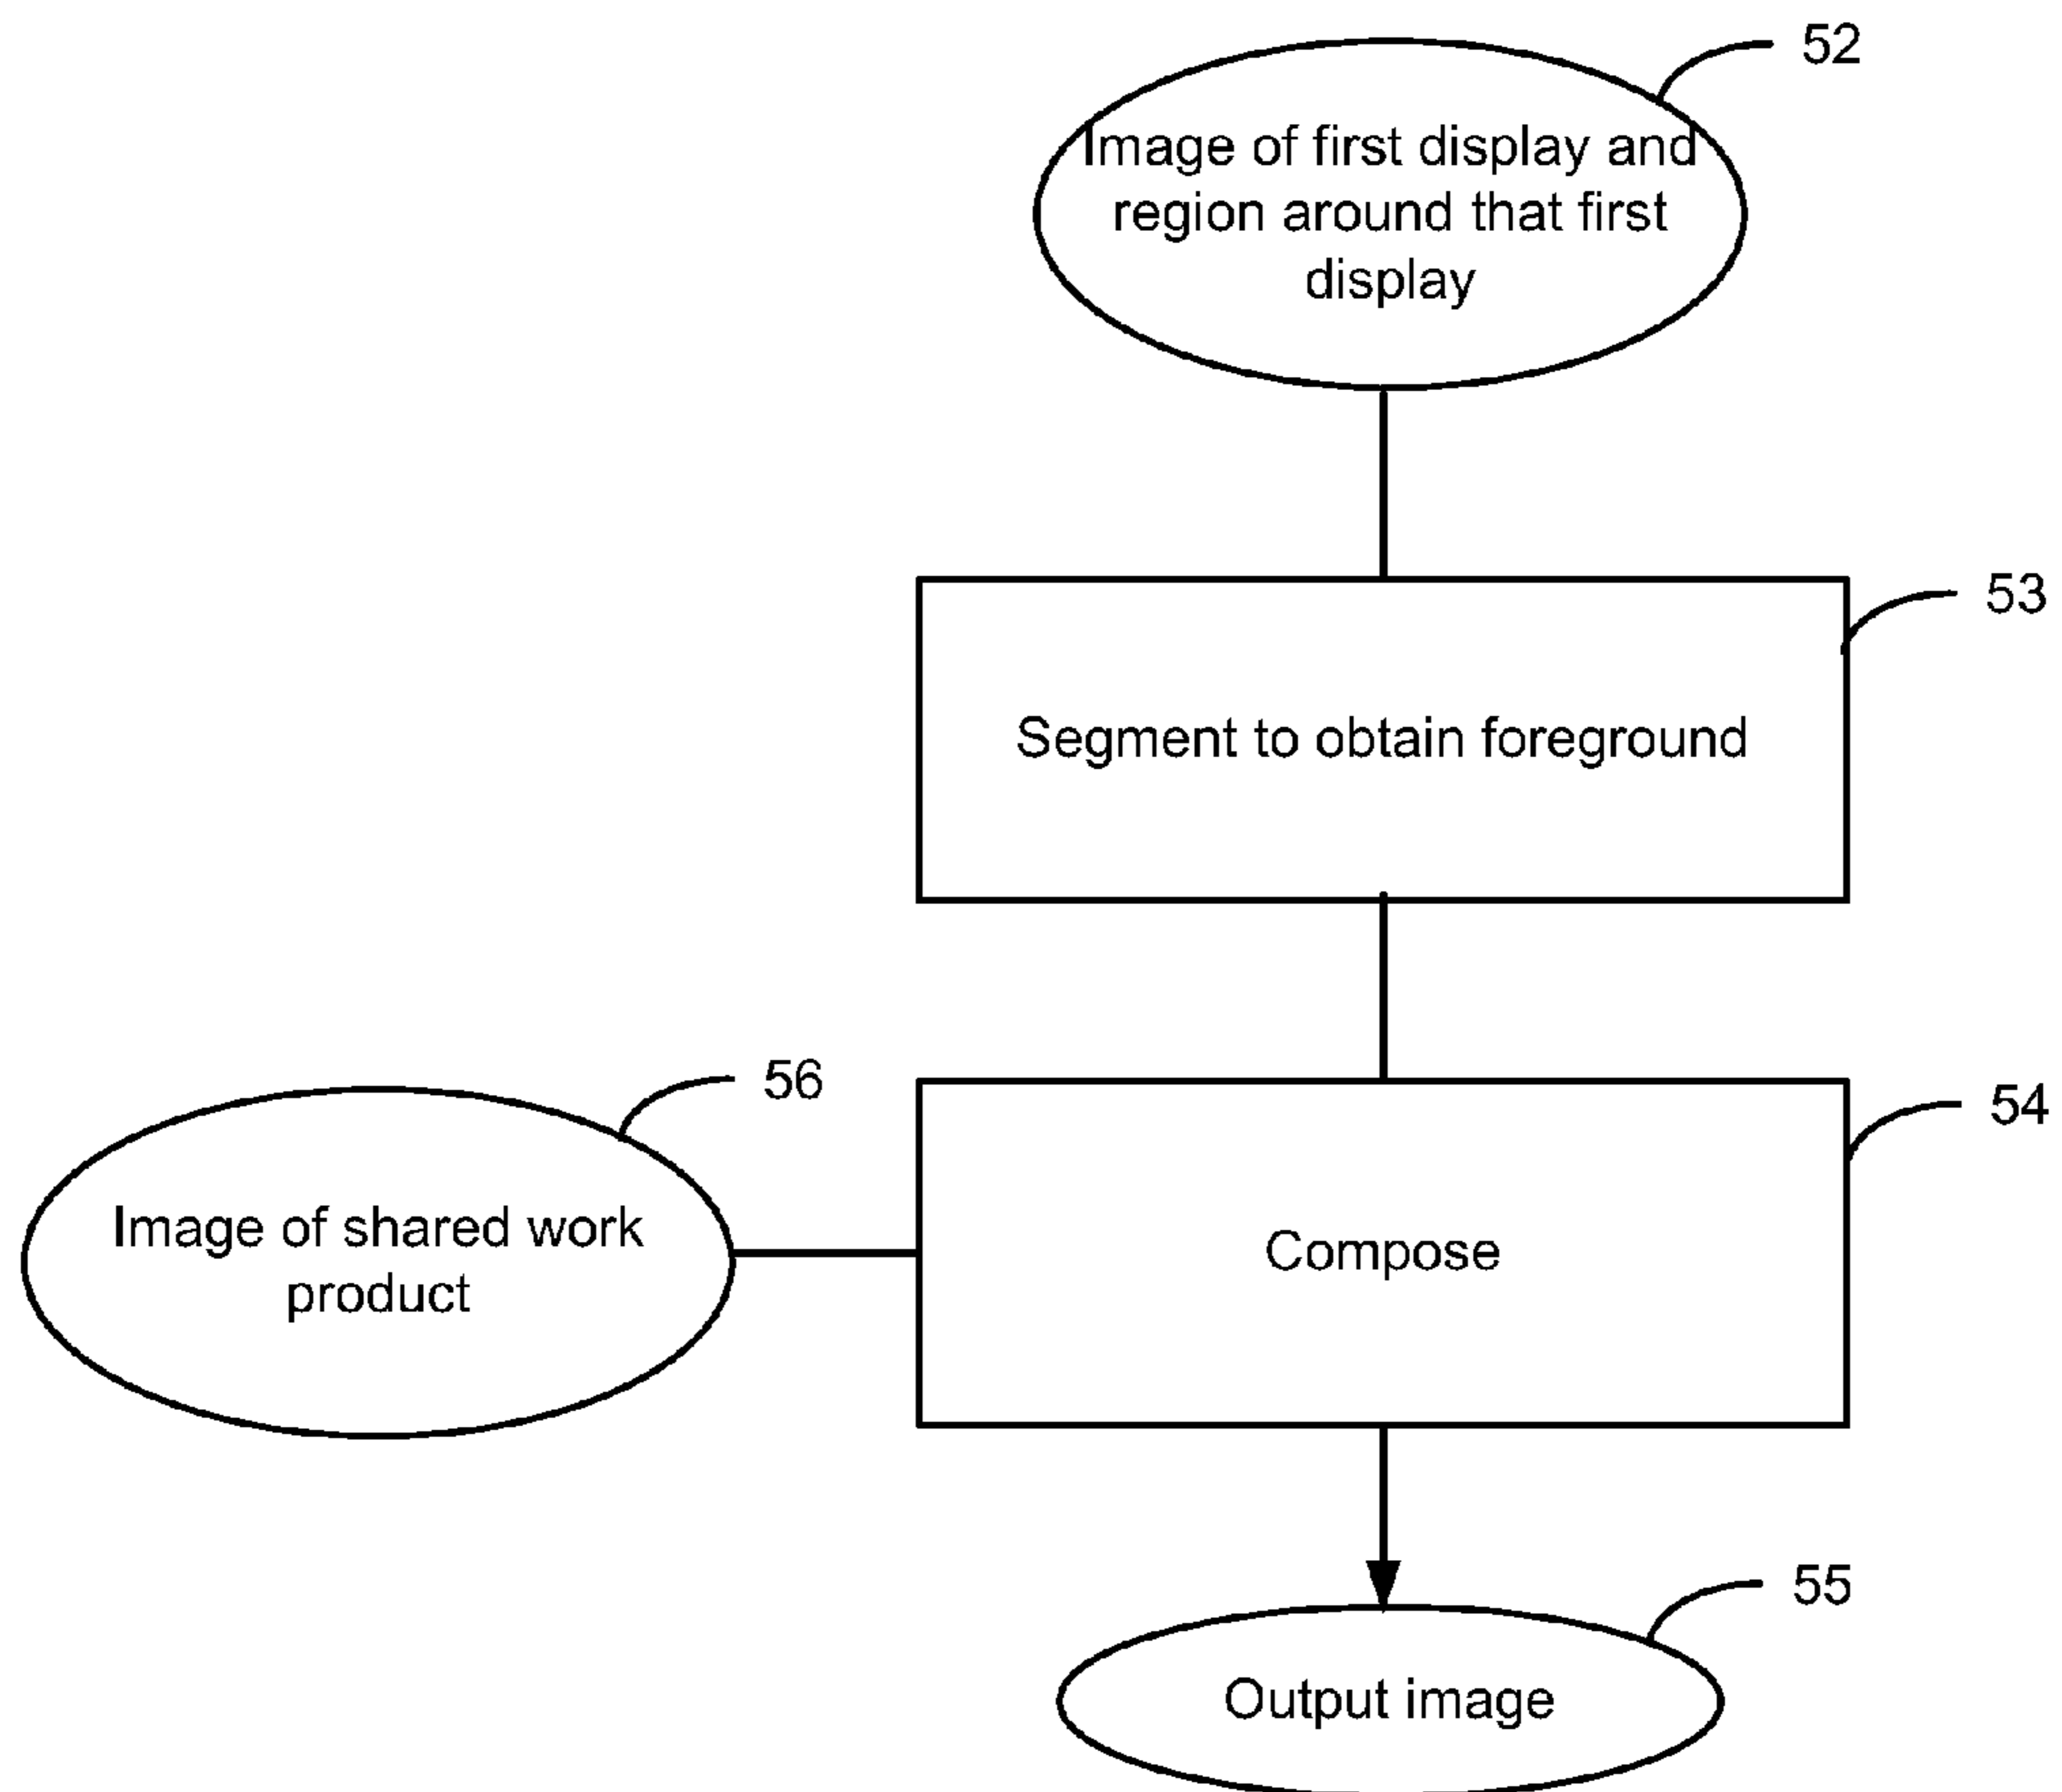 52
Image of first display and
region around that first
display
53
Segment to obtain foreground
56
54
Image of shared work
product
Compose
55
Output image